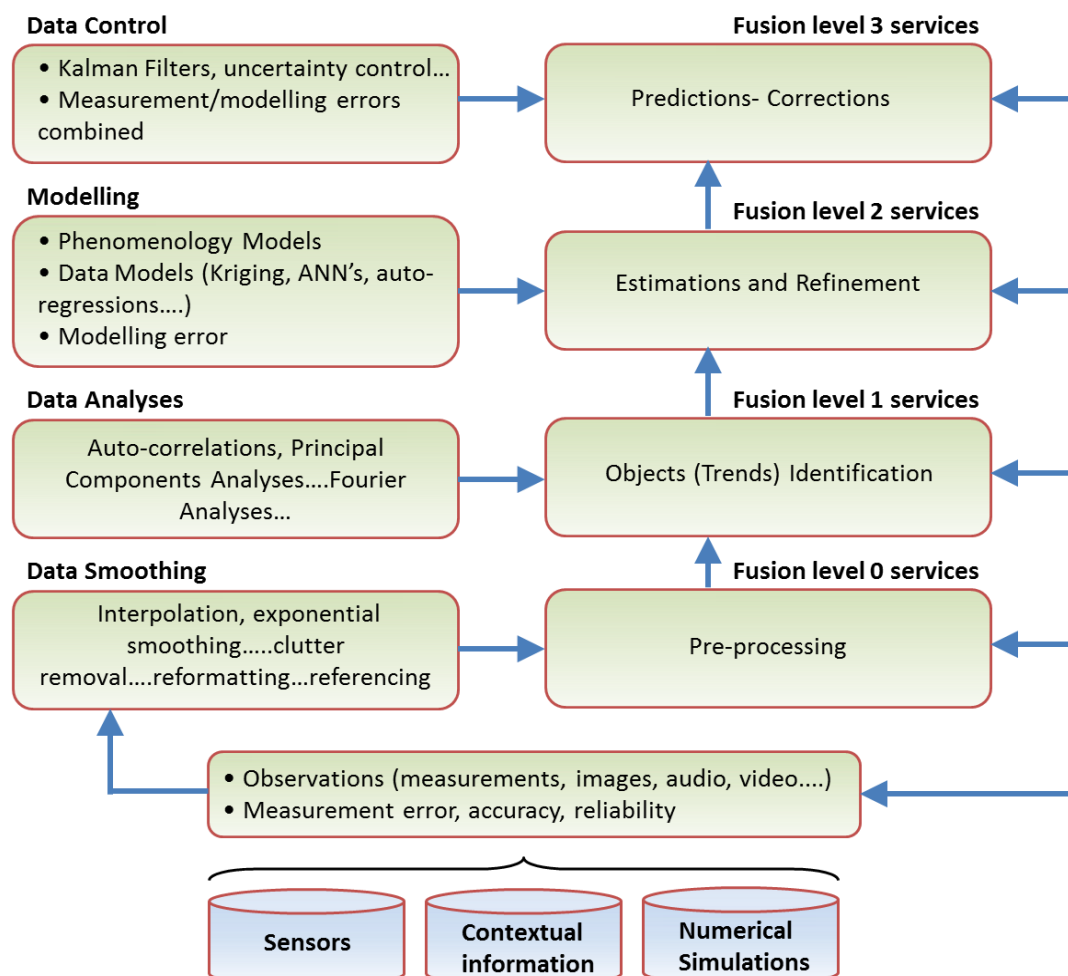 Data Control
Fusion level 3 services
• Kalman Filters, uncertainty control…
• Measurement/modelling errors
combined
Predictions- Corrections
Modelling
Fusion level 2 services
• Phenomenology Models
• Data Models (Kriging, ANN’s, auto-
regressions….)
• Modelling error
Estimations and Refinement
Data Analyses
Fusion level 1 services
Auto-correlations, Principal
Components Analyses….Fourier
Analyses…
Objects (Trends) Identification
Data Smoothing
Fusion level 0 services
Interpolation, exponential
smoothing…..clutter
removal….reformatting…referencing
Pre-processing
• Observations (measurements, images, audio, video....)
• Measurement error, accuracy, reliability
Sensors
Contextual
information
Numerical
Simulations